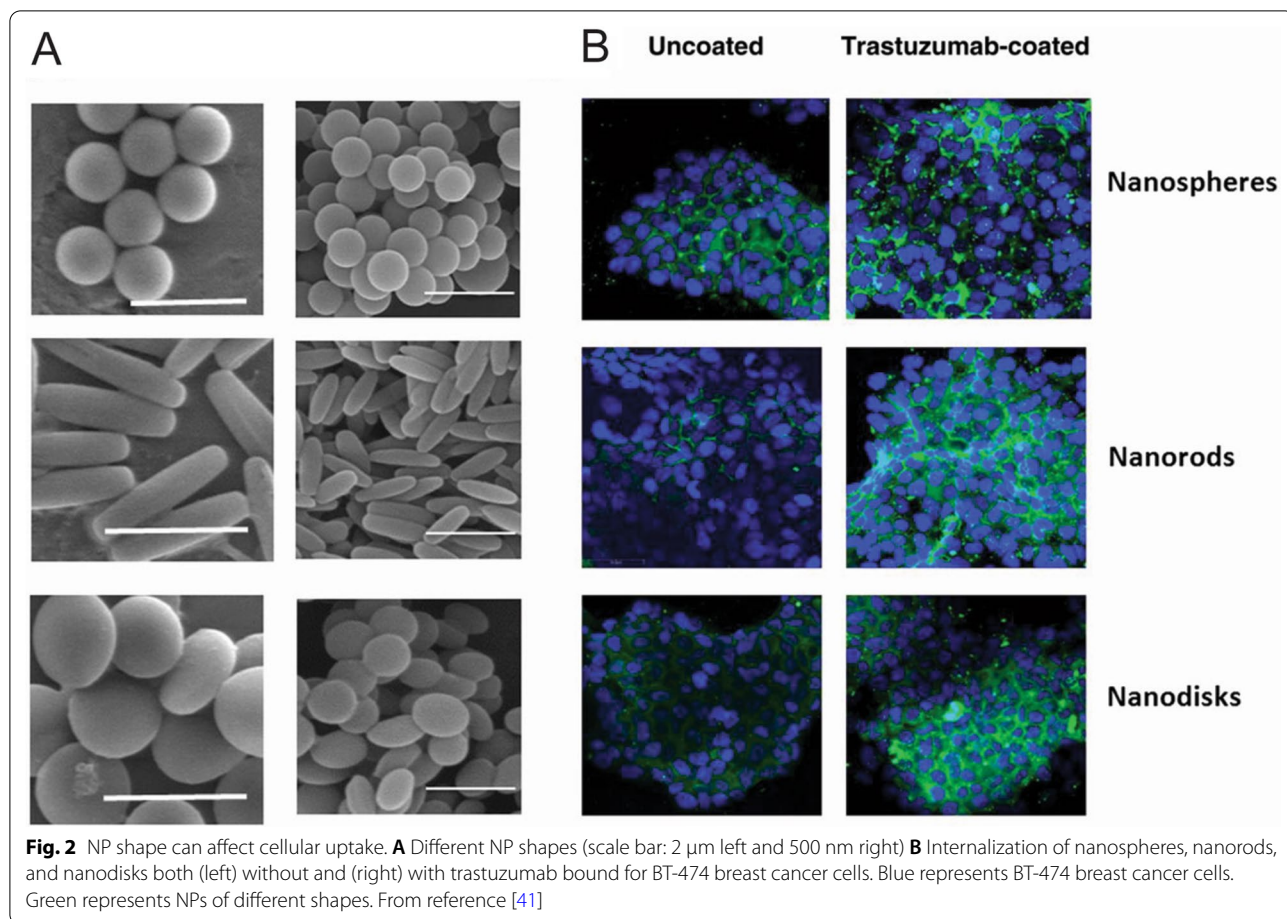 A
B
Uncoated
Trastuzumab-coated
Nanospheres
Nanorods
Nanodisks
Fig. 2 NP shape can affect cellular uptake. A Different NP shapes (scale bar: 2 μm left and 500 nm right) B Internalization of nanospheres, nanorods,
and nanodisks both (left) without and (right) with trastuzumab bound for BT-474 breast cancer cells. Blue represents BT-474 breast cancer cells.
Green represents NPs of different shapes. From reference [41]